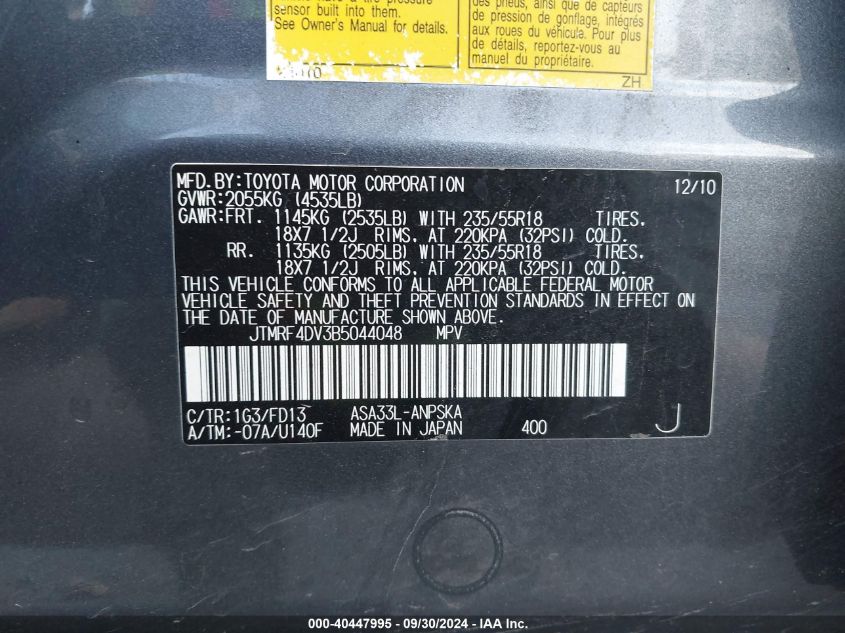 sensor built into them.
See Owner's Manual for details.
des pneus, ainsi que de capteurs
de pression de gonflage, intégrés
aux roues du véhicule. Pour plus
de détails, reportez-vous au
manuel du propriétaire.
ZH
MFD.BY:TOYOTA MOTOR CORPORATION 12/10
GVWR:2055KG (4535LB)
GAWR:FRT. 1145KG (2535LB) WITH 235/55R18 TIRES.
18X7 1/2J RIMS, AT 220KPA (32PSI) COLD.
RR. 1135KG (2505LB) WITH 235/55R18 TIRES.
18X7 1/2J RIMS, AT 220KPA (32PSI) COLD.
THIS VEHICLE CONFORMS TO ALL APPLICABLE FEDERAL MOTOR
VEHICLE SAFETY AND THEFT PREVENTION STANDARDS IN EFFECT ON
THE DATE OF MANUFACTURE SHOWN ABOVE.
JTMRF4DV3B5044048 MPV
C/TR:1G3/FD13 ASA33L-ANPSKA
A/TM:-07A/U140F MADE IN JAPAN 400 J
000-40447995 - 09/30/2024 - IAA Inc.